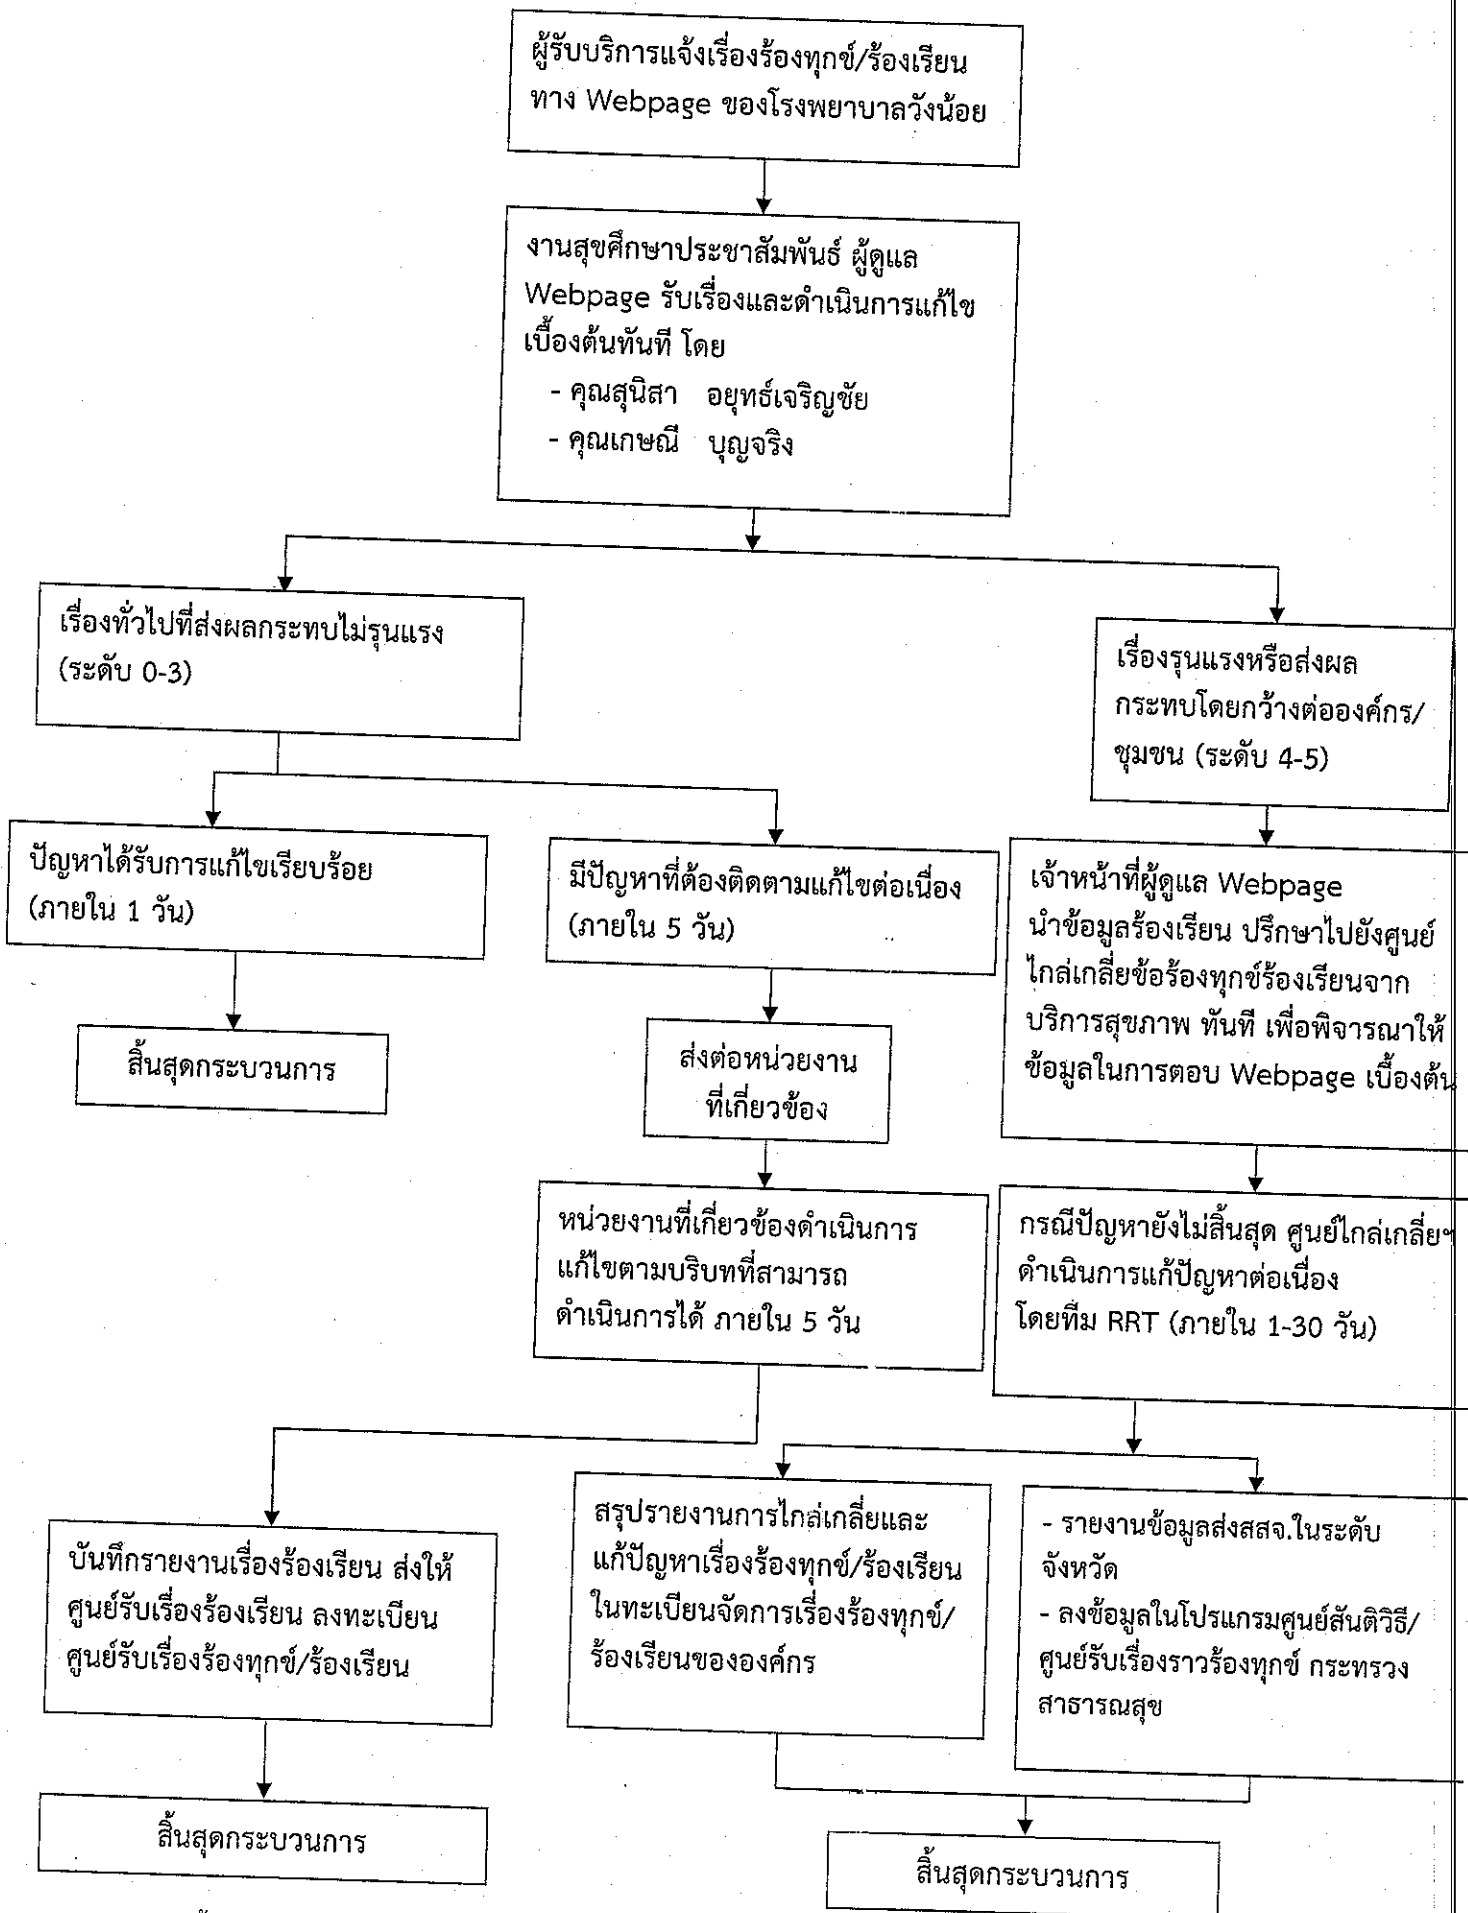 ผู้รับบริการแจ้งเรื่องร้องทุกข์/ร้องเรียน
ทาง Webpage ของโรงพยาบาลวังน้อย
งานสุขศึกษาประชาสัมพันธ์ ผู้ดูแล
Webpage รับเรื่องและดำเนินการแก้ไข
เบื้องต้นทันที โดย
- คุณสุนิสา อยุทธ์เจริญชัย
- คุณเกษณี บุญจริง
เรื่องทั่วไปที่ส่งผลกระทบไม่รุนแรง
(ระดับ 0-3)
เรื่องรุนแรงหรือส่งผล
กระทบโดยกว้างต่อองค์กร/
ชุมชน (ระดับ 4-5)
ปัญหาได้รับการแก้ไขเรียบร้อย
(ภายใน 1 วัน)
สิ้นสุดกระบวนการ
มีปัญหาที่ต้องติดตามแก้ไขต่อเนื่อง
(ภายใน 5 วัน)
ส่งต่อหน่วยงาน
ที่เกี่ยวข้อง
เจ้าหน้าที่ผู้ดูแล Webpage
นำข้อมูลร้องเรียน ปรึกษาไปยังศูนย์
ไกล่เกลี่ยข้อร้องทุกข์ร้องเรียนจาก
บริการสุขภาพ ทันที เพื่อพิจารณาให้
ข้อมูลในการตอบ Webpage เบื้องต้น
หน่วยงานที่เกี่ยวข้องดำเนินการ
แก้ไขตามบริบทที่สามารถ
ดำเนินการได้ ภายใน 5 วัน
กรณีปัญหายังไม่สิ้นสุด ศูนย์ไกล่เกลี่ยฯ
ดำเนินการแก้ปัญหาต่อเนื่อง
โดยทีม RRT (ภายใน 1-30 วัน)
บันทึกรายงานเรื่องร้องเรียน ส่งให้
ศูนย์รับเรื่องร้องเรียน ลงทะเบียน
ศูนย์รับเรื่องร้องทุกข์/ร้องเรียน
สรุปรายงานการไกล่เกลี่ยและ
แก้ปัญหาเรื่องร้องทุกข์/ร้องเรียน
ในทะเบียนจัดการเรื่องร้องทุกข์/
ร้องเรียนขององค์กร
- รายงานข้อมูลส่งสสจ.ในระดับ
จังหวัด
- ลงข้อมูลในโปรแกรมศูนย์สันติวิธี/
ศูนย์รับเรื่องราวร้องทุกข์ กระทรวง
สาธารณสุข
สิ้นสุดกระบวนการ
สิ้นสุดกระบวนการ